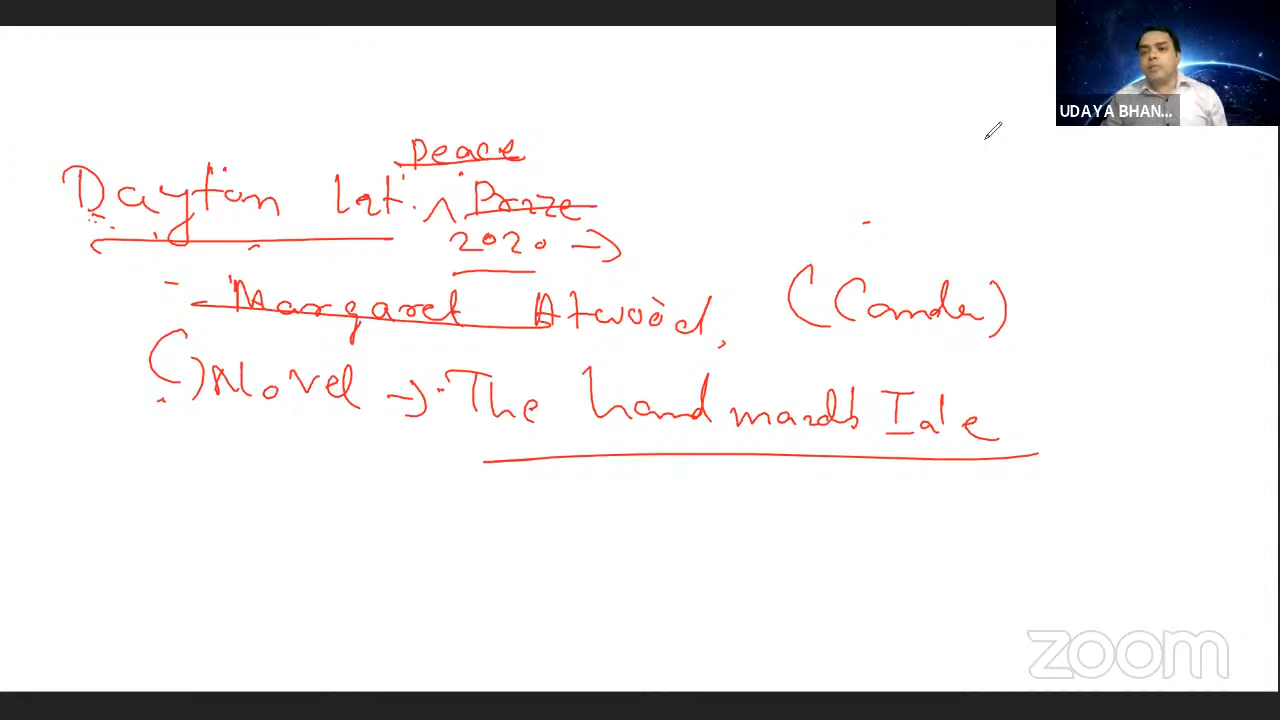 UDAYA BHAN...
peace
Dayton lit. ^ Prize
2020 →
- Margaret Atwood, (Canada)
Novel → The handmaid's Tale
zoom